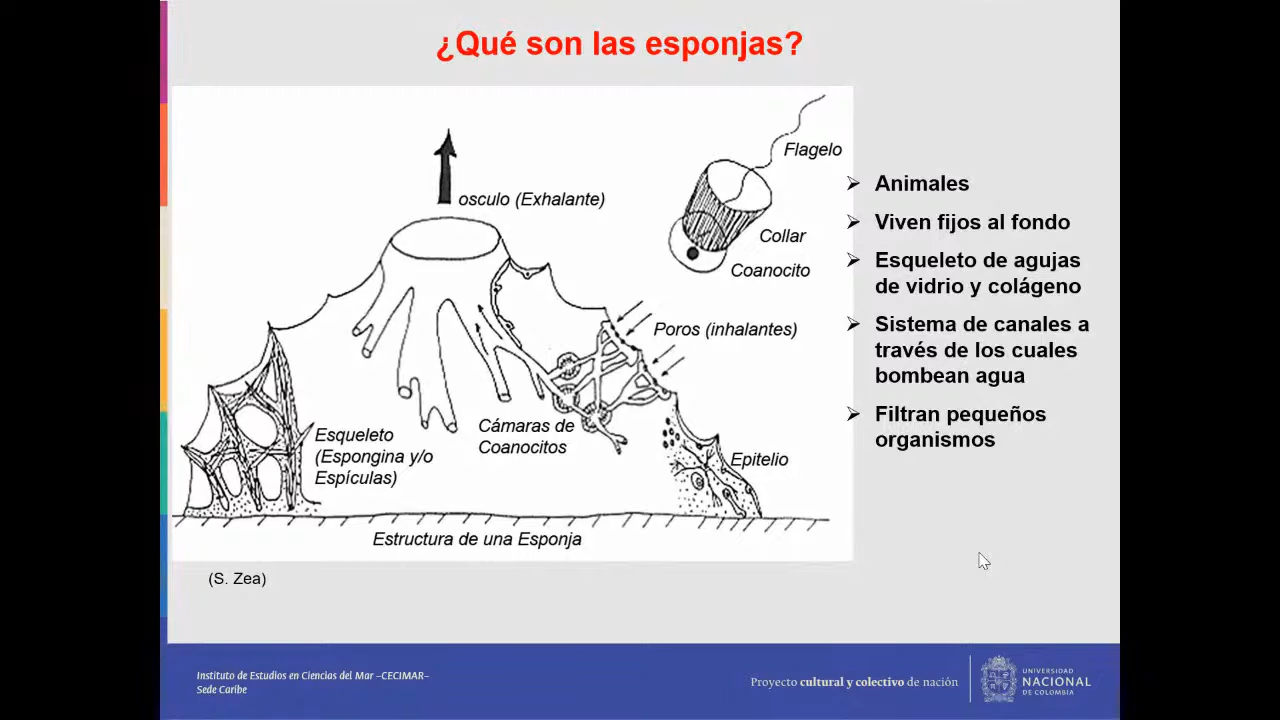 ¿Qué son las esponjas?
Flagelo
osculo (Exhalante)
Collar
Coanocito
Poros (inhalantes)
Esqueleto
(Espongina y/o
Espículas)
Cámaras de
Coanocitos
Epitelio
Estructura de una Esponja
(S. Zea)
Animales
Viven fijos al fondo
Esqueleto de agujas
de vidrio y colágeno
Sistema de canales a
través de los cuales
bombean agua
Filtran pequeños
organismos
Instituto de Estudios en Ciencias del Mar –CECIMAR–
Sede Caribe
Proyecto cultural y colectivo de nación
UNIVERSIDAD
NACIONAL
DE COLOMBIA